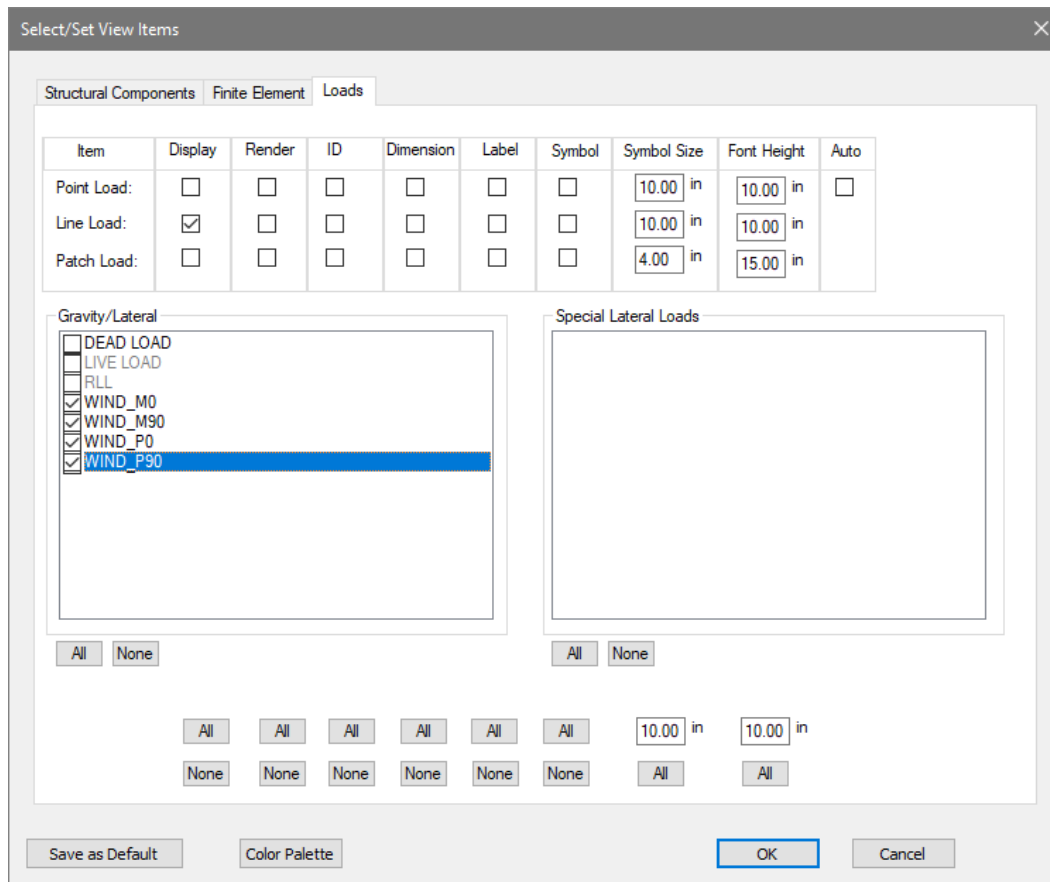 Select/Set View Items
Structural Components Finite Element Loads
Item Display Render ID Dimension Label Symbol Symbol Size Font Height Auto
Point Load: 10.00 in 10.00 in
Line Load: 10.00 in 10.00 in
Patch Load: 4.00 in 15.00 in
Gravity/Lateral Special Lateral Loads
DEAD LOAD
LIVE LOAD
RLL
WIND_M0
WIND_M90
WIND_P0
WIND_P90
All None All None
All All All All All All 10.00 in 10.00 in
None None None None None None All All
Save as Default Color Palette OK Cancel